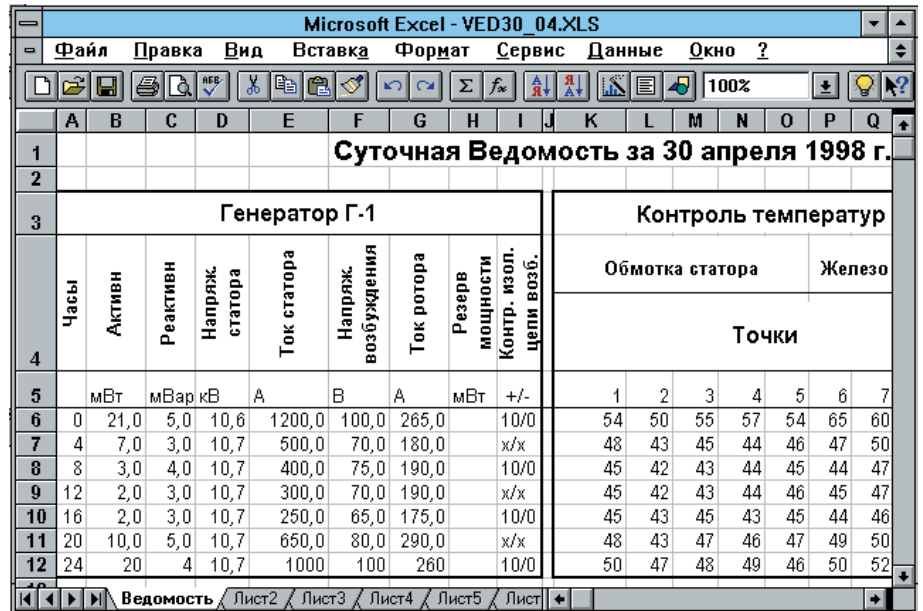 Microsoft Excel - VED30_04.XLS
Файл Правка Вид Вставка Формат Сервис Данные Окно ?
100%
A B C D E F G H I J K L M N O P Q
1 Суточная Ведомость за 30 апреля 1998 г.
2
3 Генератор Г-1 Контроль температур
Обмотка статора Железо
4 Часы Активн Реактивн Напряж. статора Ток статора Напряж. возбуждения Ток ротора Резерв мощности Контр. изол. цепи возб. Точки
5 мВт мВар кВ А В А мВт +/- 1 2 3 4 5 6 7
6 0 21,0 5,0 10,6 1200,0 100,0 265,0 10/0 54 50 55 57 54 65 60
7 4 7,0 3,0 10,7 500,0 70,0 180,0 х/х 48 43 45 44 46 47 50
8 8 3,0 4,0 10,7 400,0 75,0 190,0 10/0 45 42 43 44 45 44 47
9 12 2,0 3,0 10,7 300,0 70,0 190,0 х/х 45 42 43 44 46 45 47
10 16 2,0 3,0 10,7 250,0 65,0 175,0 10/0 45 43 45 43 45 44 46
11 20 10,0 5,0 10,7 650,0 80,0 290,0 х/х 48 43 47 46 47 49 50
12 24 20 4 10,7 1000 100 260 10/0 50 47 48 49 46 50 52
Ведомость Лист2 Лист3 Лист4 Лист5 Лист